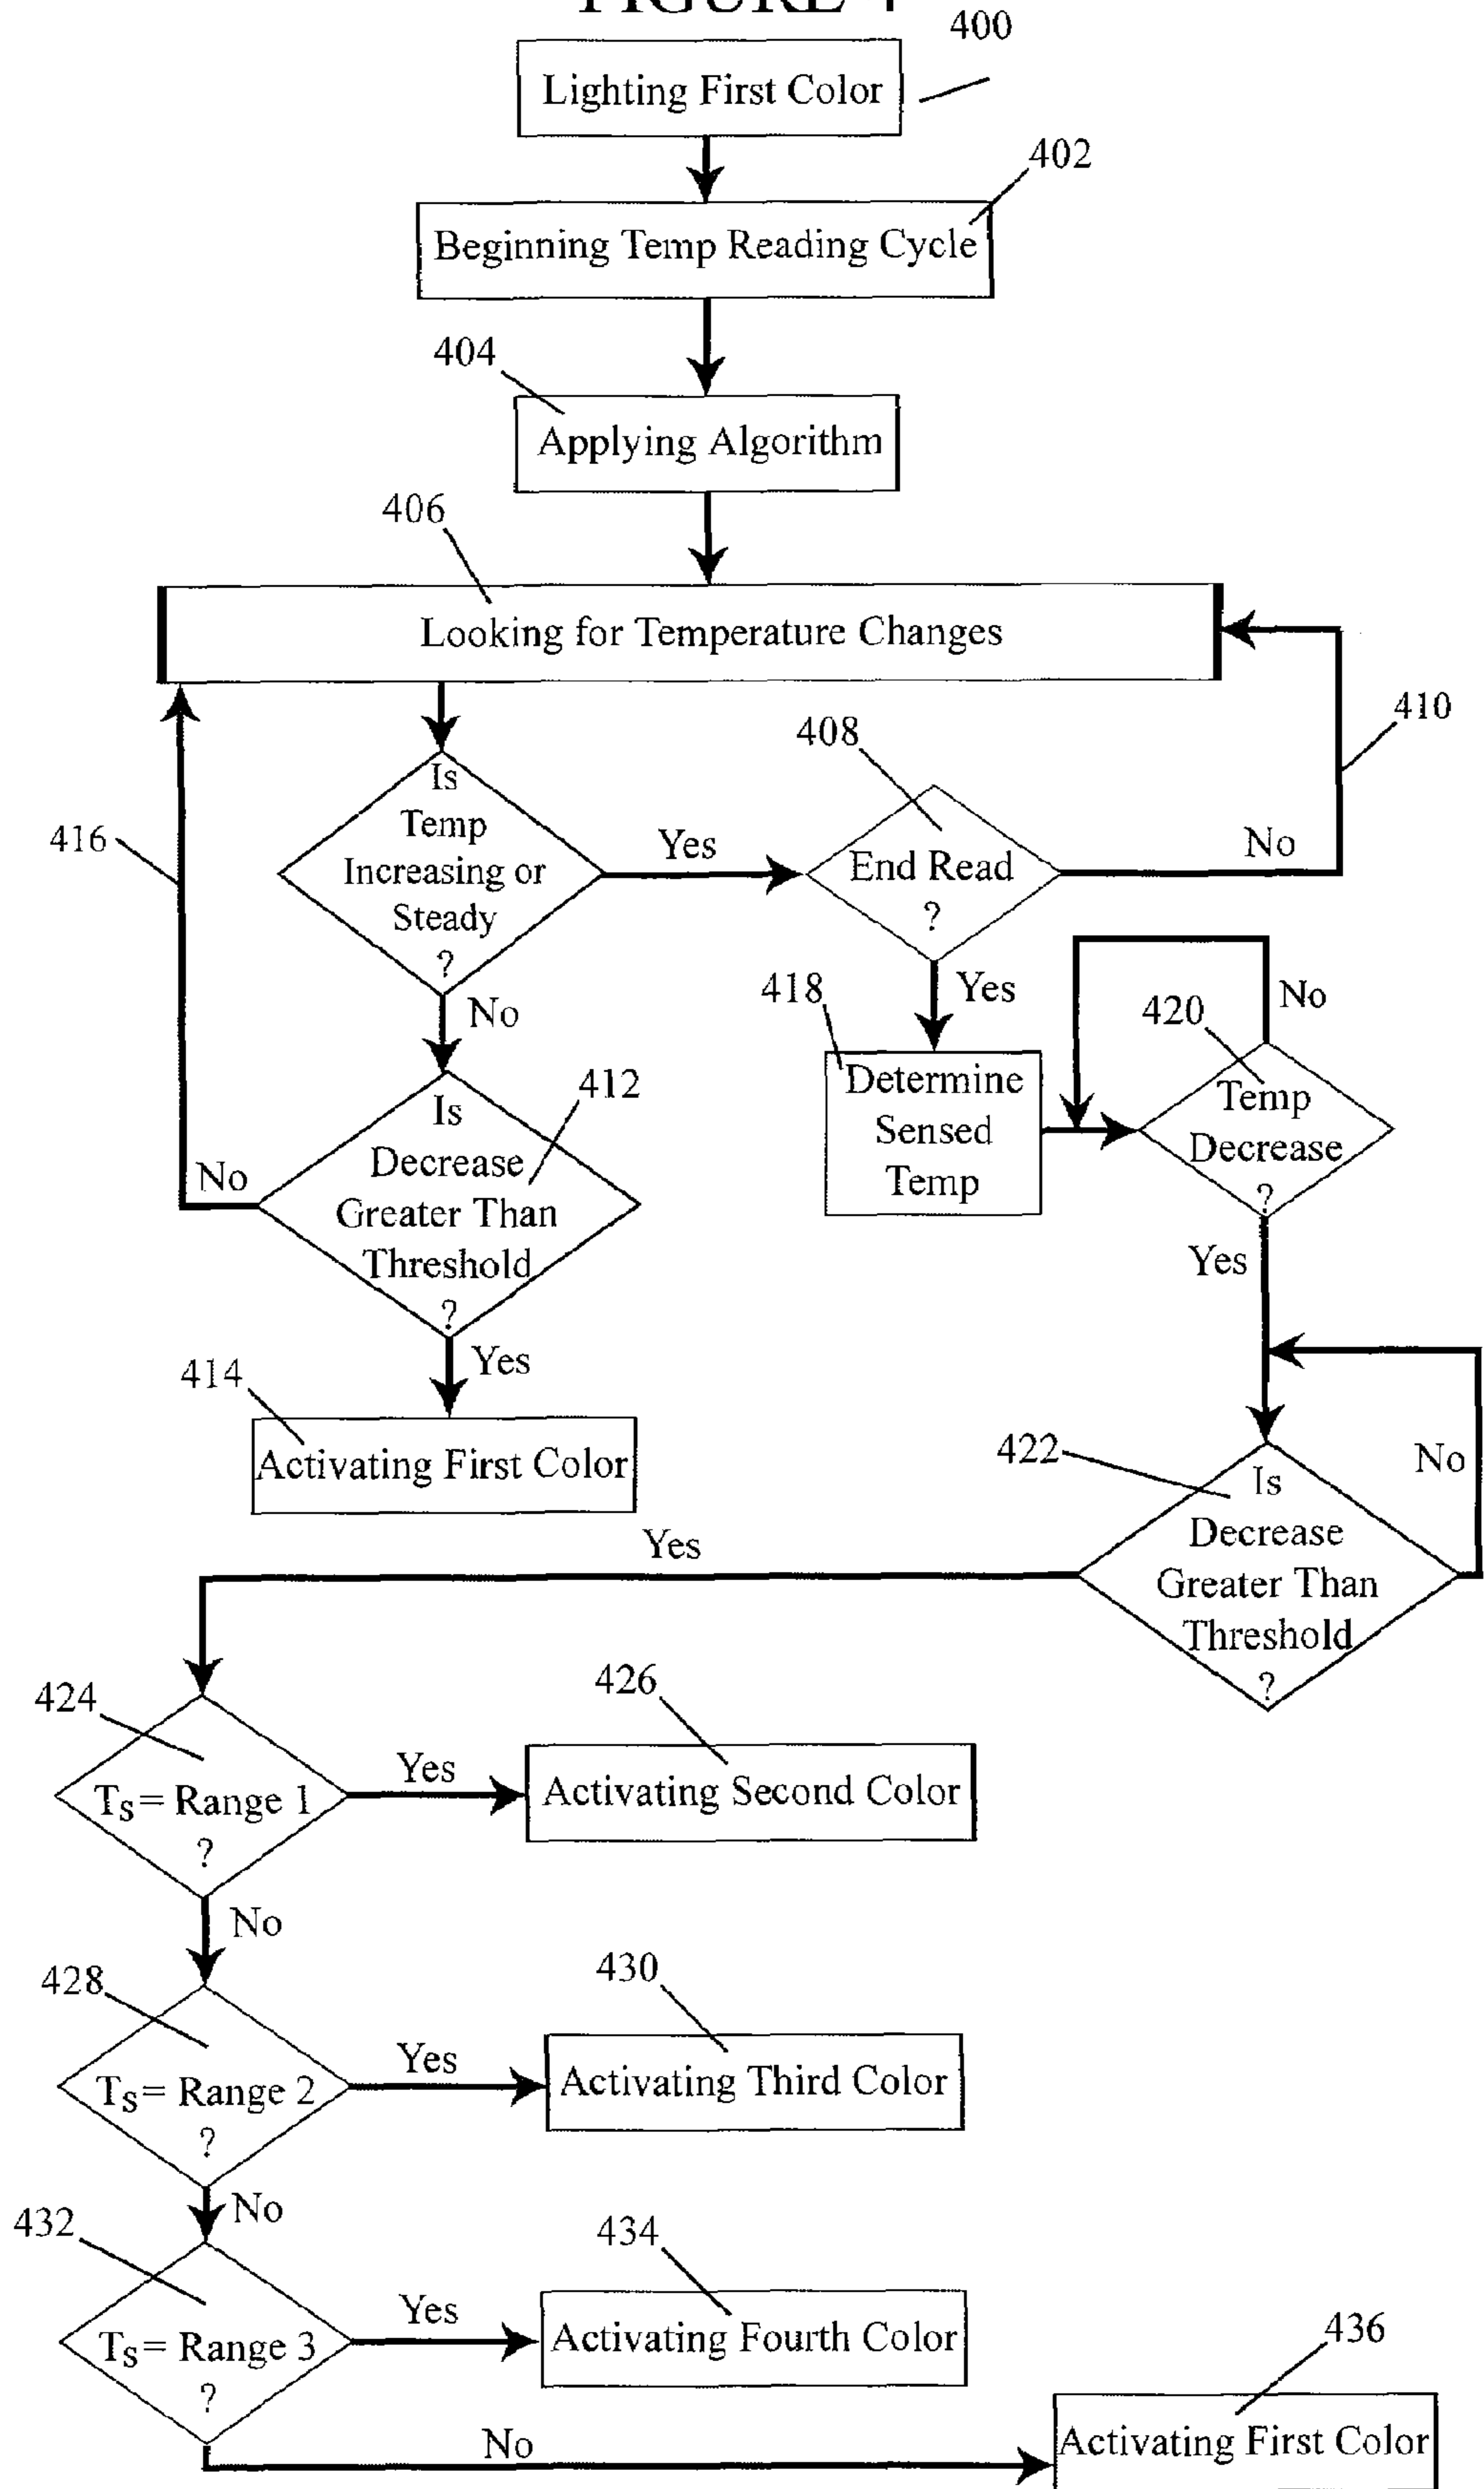 FIGURE 4
400
Lighting First Color
402
Beginning Temp Reading Cycle
404
Applying Algorithm
406
Looking for Temperature Changes
410
408
Is
Temp
Increasing or
Steady
?
Yes
End Read
?
No
416
No
Yes
418
Determine
Sensed
Temp
420
No
Temp
Decrease
?
412
Is
Decrease
Greater Than
Threshold
?
No
Yes
Yes
414
Activating First Color
422
Is
Decrease
Greater Than
Threshold
?
No
Yes
424
Ts= Range 1
?
Yes
426
Activating Second Color
No
428
Ts= Range 2
?
Yes
430
Activating Third Color
No
432
Ts= Range 3
?
Yes
434
Activating Fourth Color
436
No
Activating First Color